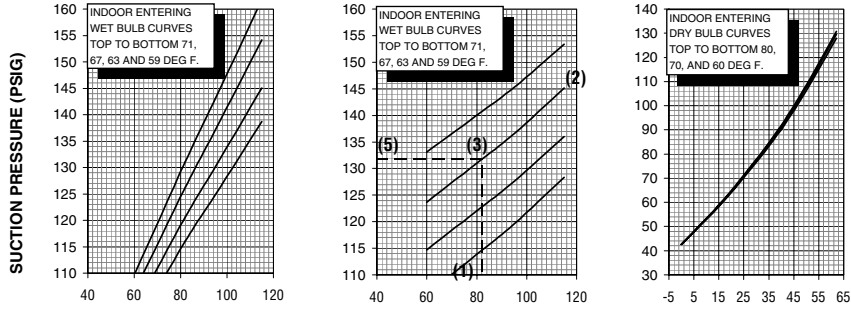 SUCTION PRESSURE (PSIG)
INDOOR ENTERING
WET BULB CURVES
TOP TO BOTTOM 71,
67, 63 AND 59 DEG F.
160
155
150
145
140
135
130
125
120
115
110
40 60 80 100 120
INDOOR ENTERING
WET BULB CURVES
TOP TO BOTTOM 71,
67, 63 AND 59 DEG F.
160
155
150
145
140
135
130
125
120
115
110
(2)
(5)
(3)
(1)
40 60 80 100 120
INDOOR ENTERING
DRY BULB CURVES
TOP TO BOTTOM 80,
70, AND 60 DEG F.
140
130
120
110
100
90
80
70
60
50
40
30
-5 5 15 25 35 45 55 65